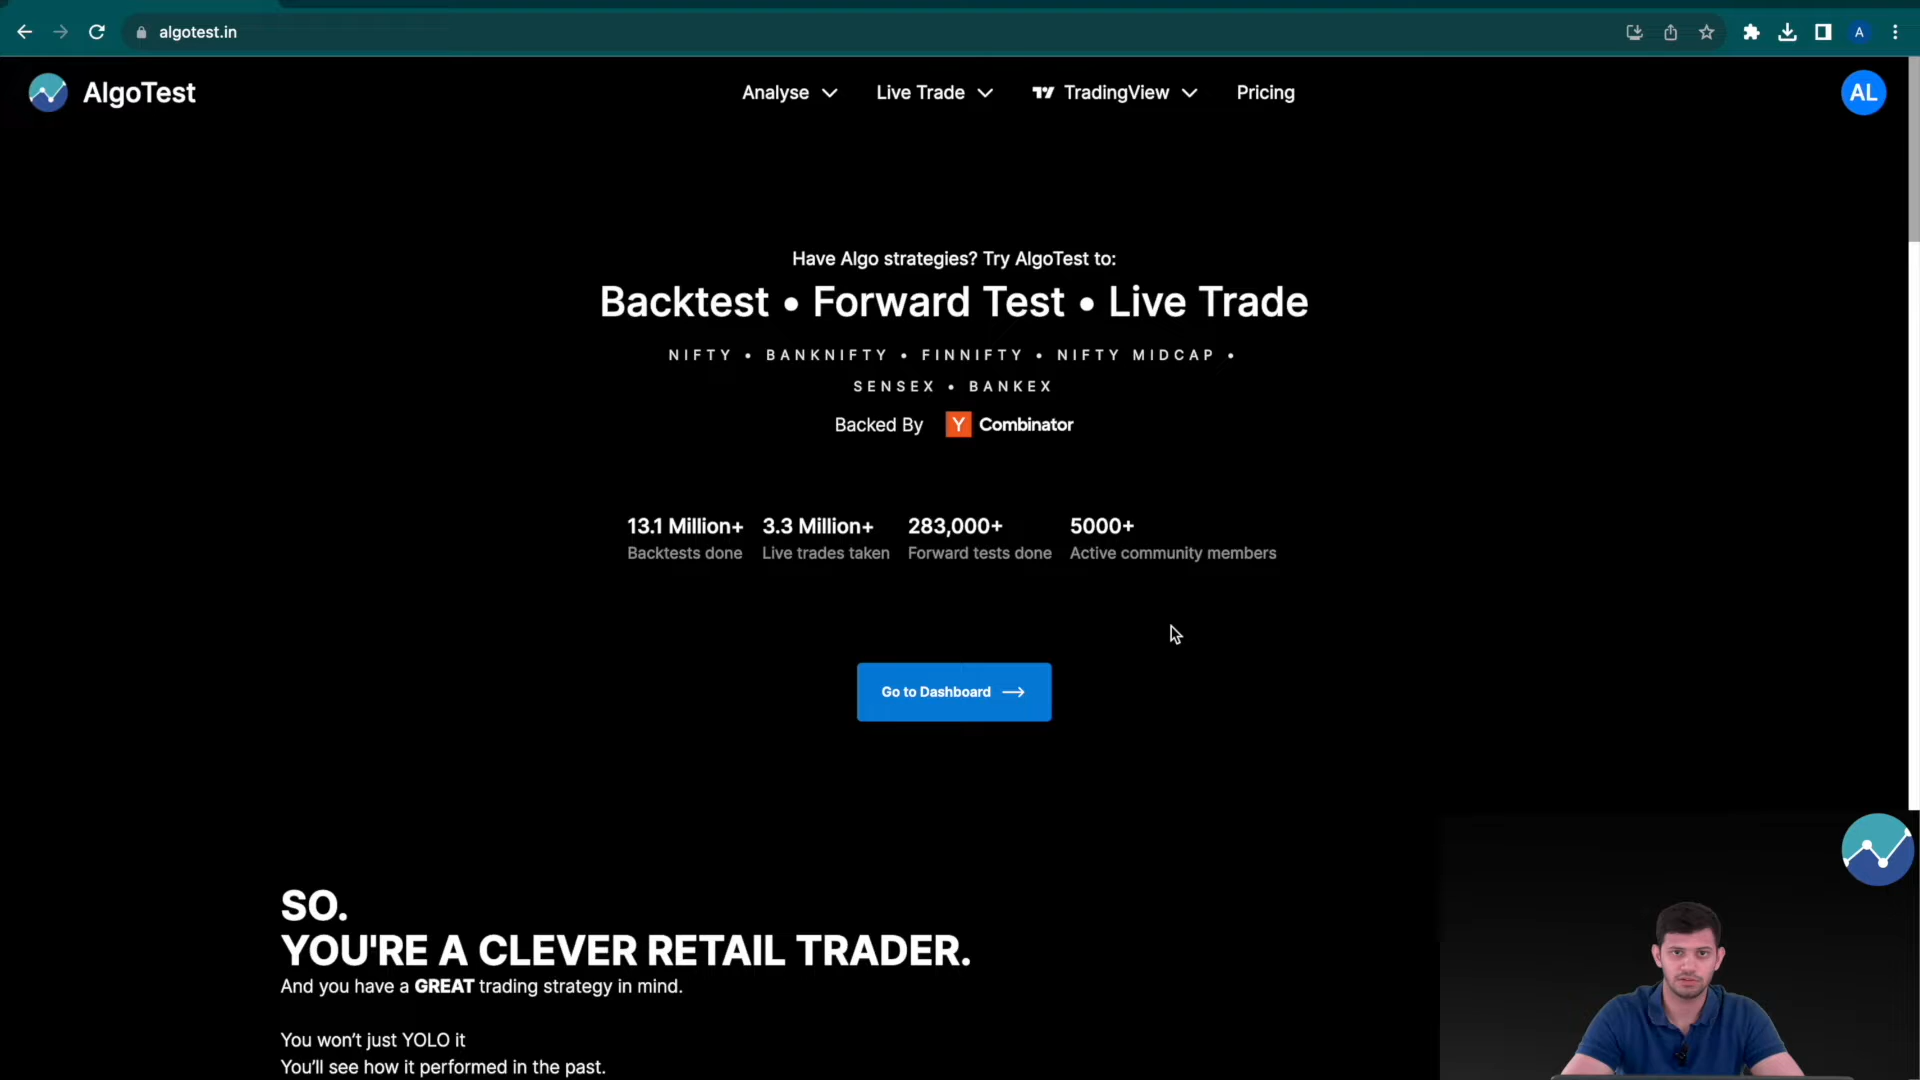 algotest.in
A
AlgoTest
Analyse
Live Trade
TradingView
Pricing
AL
Have Algo strategies? Try AlgoTest to:
Backtest • Forward Test • Live Trade
NIFTY • BANKNIFTY • FINNIFTY • NIFTY MIDCAP •
SENSEX • BANKEX
Backed By Y Combinator
13.1 Million+ 3.3 Million+ 283,000+ 5000+
Backtests done Live trades taken Forward tests done Active community members
Go to Dashboard
SO.
YOU'RE A CLEVER RETAIL TRADER.
And you have a GREAT trading strategy in mind.
You won’t just YOLO it
You’ll see how it performed in the past.